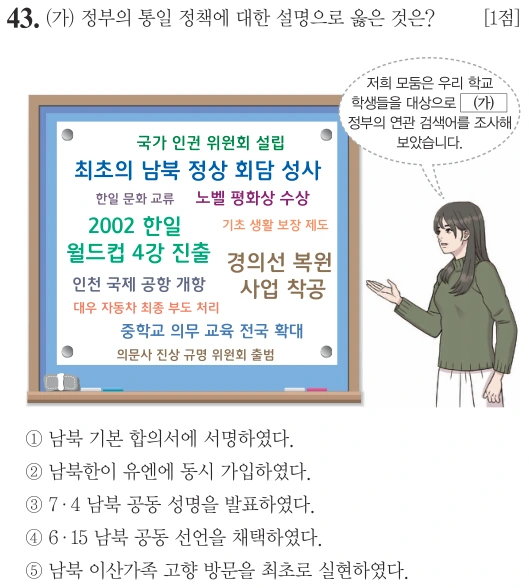 43. (가) 정부의 통일 정책에 대한 설명으로 옳은 것은? [1점]
저희 모둠은 우리 학교
학생들을 대상으로 (가)
정부의 연관 검색어를 조사해
보았습니다.
국가 인권 위원회 설립
최초의 남북 정상 회담 성사
한일 문화 교류 노벨 평화상 수상
2002 한일
월드컵 4강 진출
기초 생활 보장 제도
경의선 복원
사업 착공
인천 국제 공항 개항
대우 자동차 최종 부도 처리
중학교 의무 교육 전국 확대
의문사 진상 규명 위원회 출범
① 남북 기본 합의서에 서명하였다.
② 남북한이 유엔에 동시 가입하였다.
③ 7·4 남북 공동 성명을 발표하였다.
④ 6·15 남북 공동 선언을 채택하였다.
⑤ 남북 이산가족 고향 방문을 최초로 실현하였다.